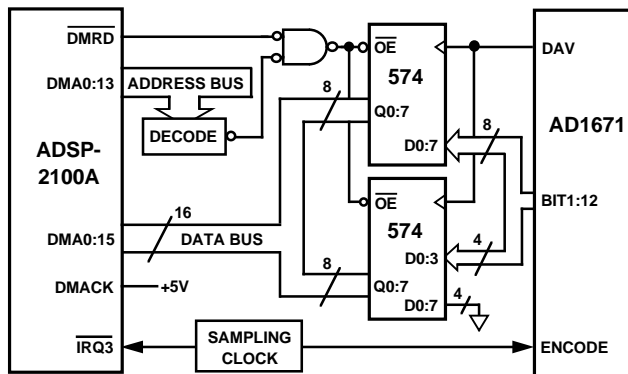 DMRD
DMA0:13
ADDRESS BUS
DECODE
ADSP-
2100A
DMA0:15
16
DATA BUS
DMACK
+5V
IRQ3
SAMPLING
CLOCK
OE
574
8
Q0:7
D0:7
8
OE
574
D0:3
4
8
Q0:7
D0:7
4
DAV
AD1671
BIT1:12
ENCODE